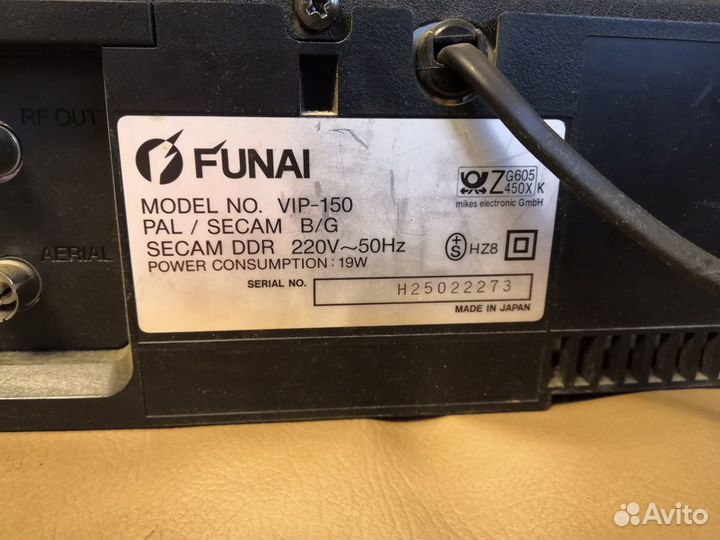 RF OUT
AERIAL
FUNAI
MODEL NO. VIP-150
PAL / SECAM B/G
SECAM DDR 220V~50Hz
POWER CONSUMPTION : 19W
SERIAL NO. H25022273
MADE IN JAPAN
Z G605 450X K
mikes electronic GmbH
S HZ8
Avito